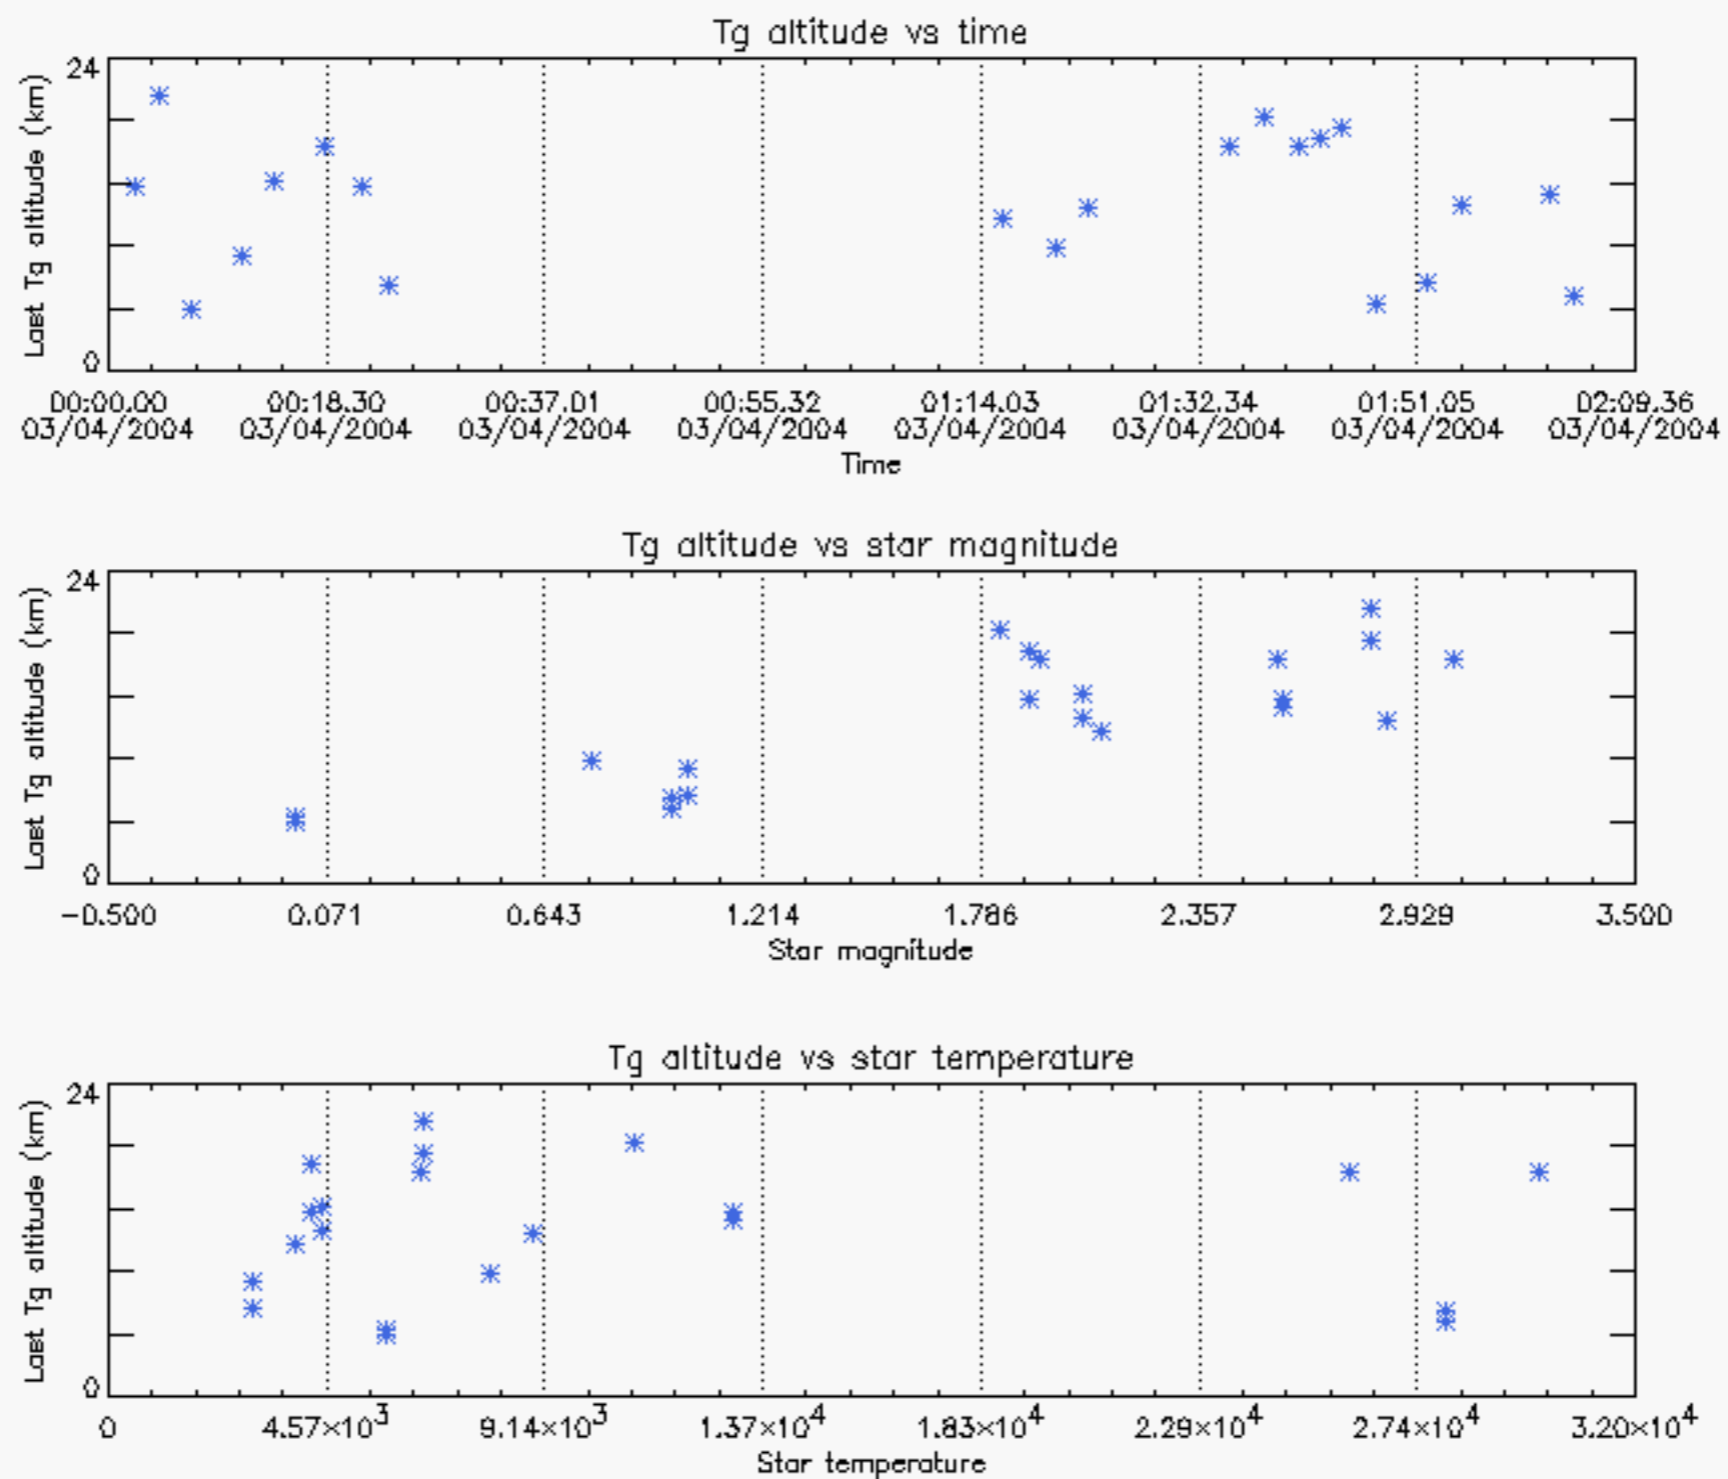 Tg altitude vs time
24
Last Tg altitude (km)
0
00:00.00 00:18.30 00:37.01 00:55.32 01:14.03 01:32.34 01:51.05 02:09.36
03/04/2004 03/04/2004 03/04/2004 03/04/2004 03/04/2004 03/04/2004 03/04/2004 03/04/2004
Time
Tg altitude vs star magnitude
24
Last Tg altitude (km)
0
-0.500 0.071 0.643 1.214 1.786 2.357 2.929 3.500
Star magnitude
Tg altitude vs star temperature
24
Last Tg altitude (km)
0
0 4.57×10³ 9.14×10³ 1.37×10⁴ 1.83×10⁴ 2.29×10⁴ 2.74×10⁴ 3.20×10⁴
Star temperature